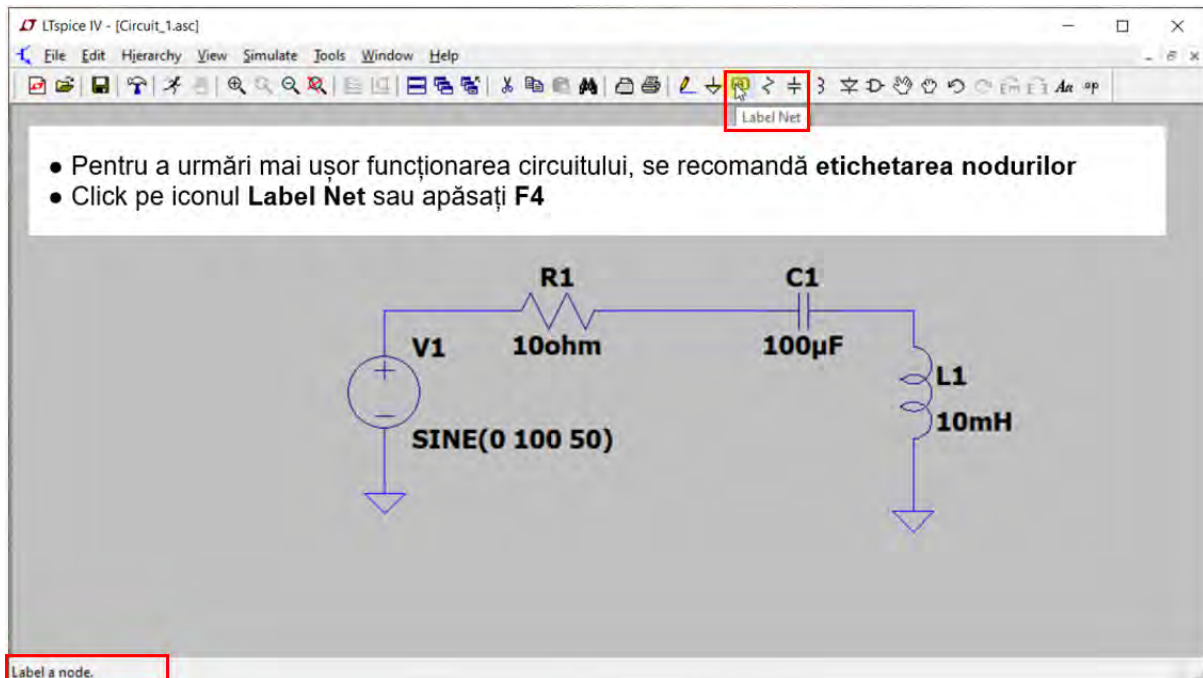 LTspice IV - [Circuit_1.asc]
File Edit Hierarchy View Simulate Tools Window Help
Aa .op
Label Net
● Pentru a urmări mai ușor funcționarea circuitului, se recomandă etichetarea nodurilor
● Click pe iconul Label Net sau apăsați F4
R1
C1
V1
10ohm
100µF
L1
10mH
SINE(0 100 50)
Label a node.